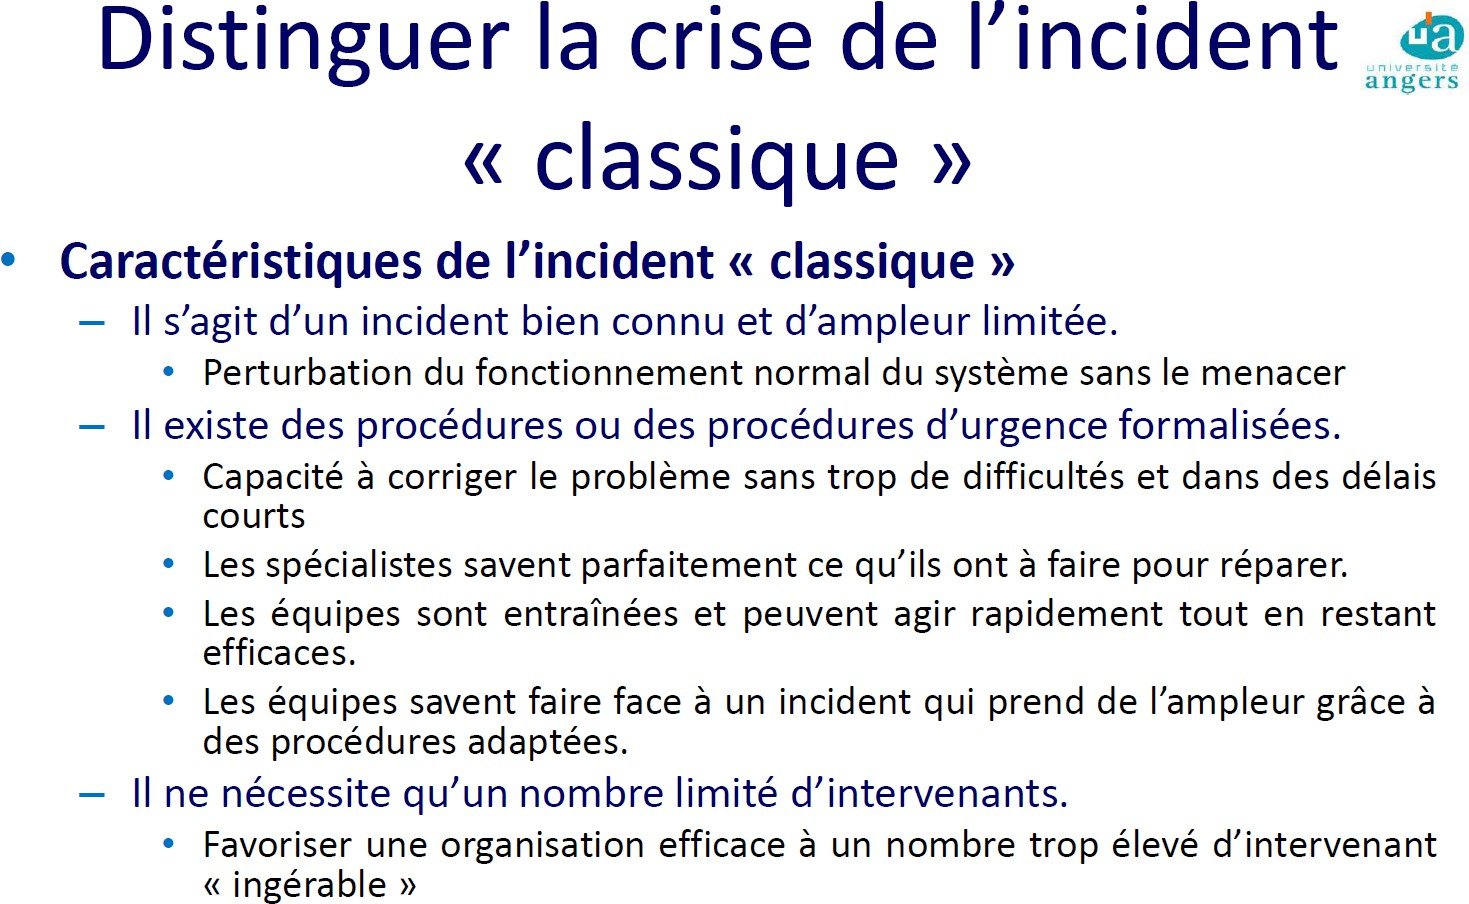 Distinguer la crise de l’incident
« classique »
ua
université
angers
• Caractéristiques de l’incident « classique »
– Il s’agit d’un incident bien connu et d’ampleur limitée.
• Perturbation du fonctionnement normal du système sans le menacer
– Il existe des procédures ou des procédures d’urgence formalisées.
• Capacité à corriger le problème sans trop de difficultés et dans des délais
courts
• Les spécialistes savent parfaitement ce qu’ils ont à faire pour réparer.
• Les équipes sont entraînées et peuvent agir rapidement tout en restant
efficaces.
• Les équipes savent faire face à un incident qui prend de l’ampleur grâce à
des procédures adaptées.
– Il ne nécessite qu’un nombre limité d’intervenants.
• Favoriser une organisation efficace à un nombre trop élevé d’intervenant
« ingérable »